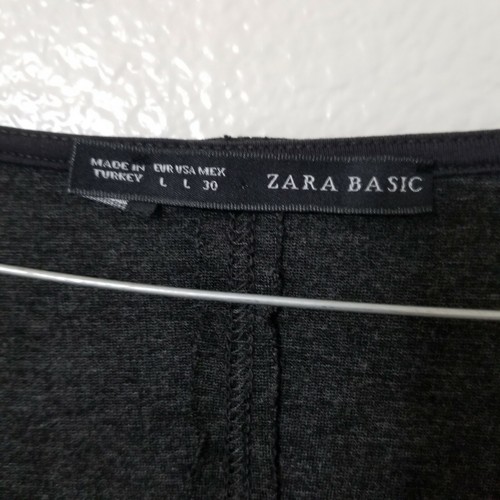 MADE IN TURKEY
EUR USA MEX
L L 30
ZARA BASIC